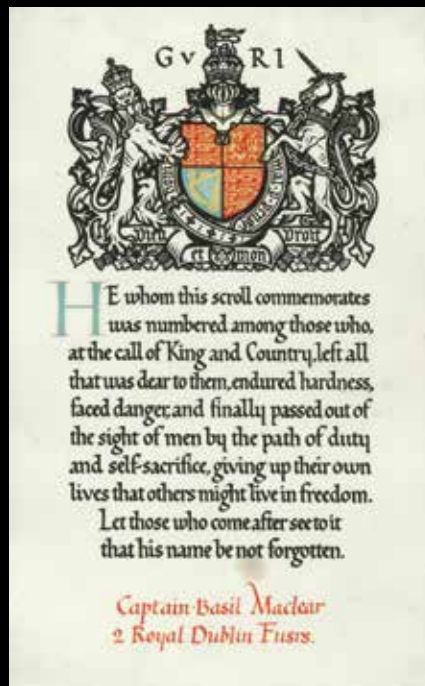 G v R I
Dieu et mon Droit
HE whom this scroll commemorates
was numbered among those who,
at the call of King and Country, left all
that was dear to them, endured hardness,
faced danger, and finally passed out of
the sight of men by the path of duty
and self-sacrifice, giving up their own
lives that others might live in freedom.
Let those who come after see to it
that his name be not forgotten.
Captain Basil Maclear
2 Royal Dublin Fusrs.